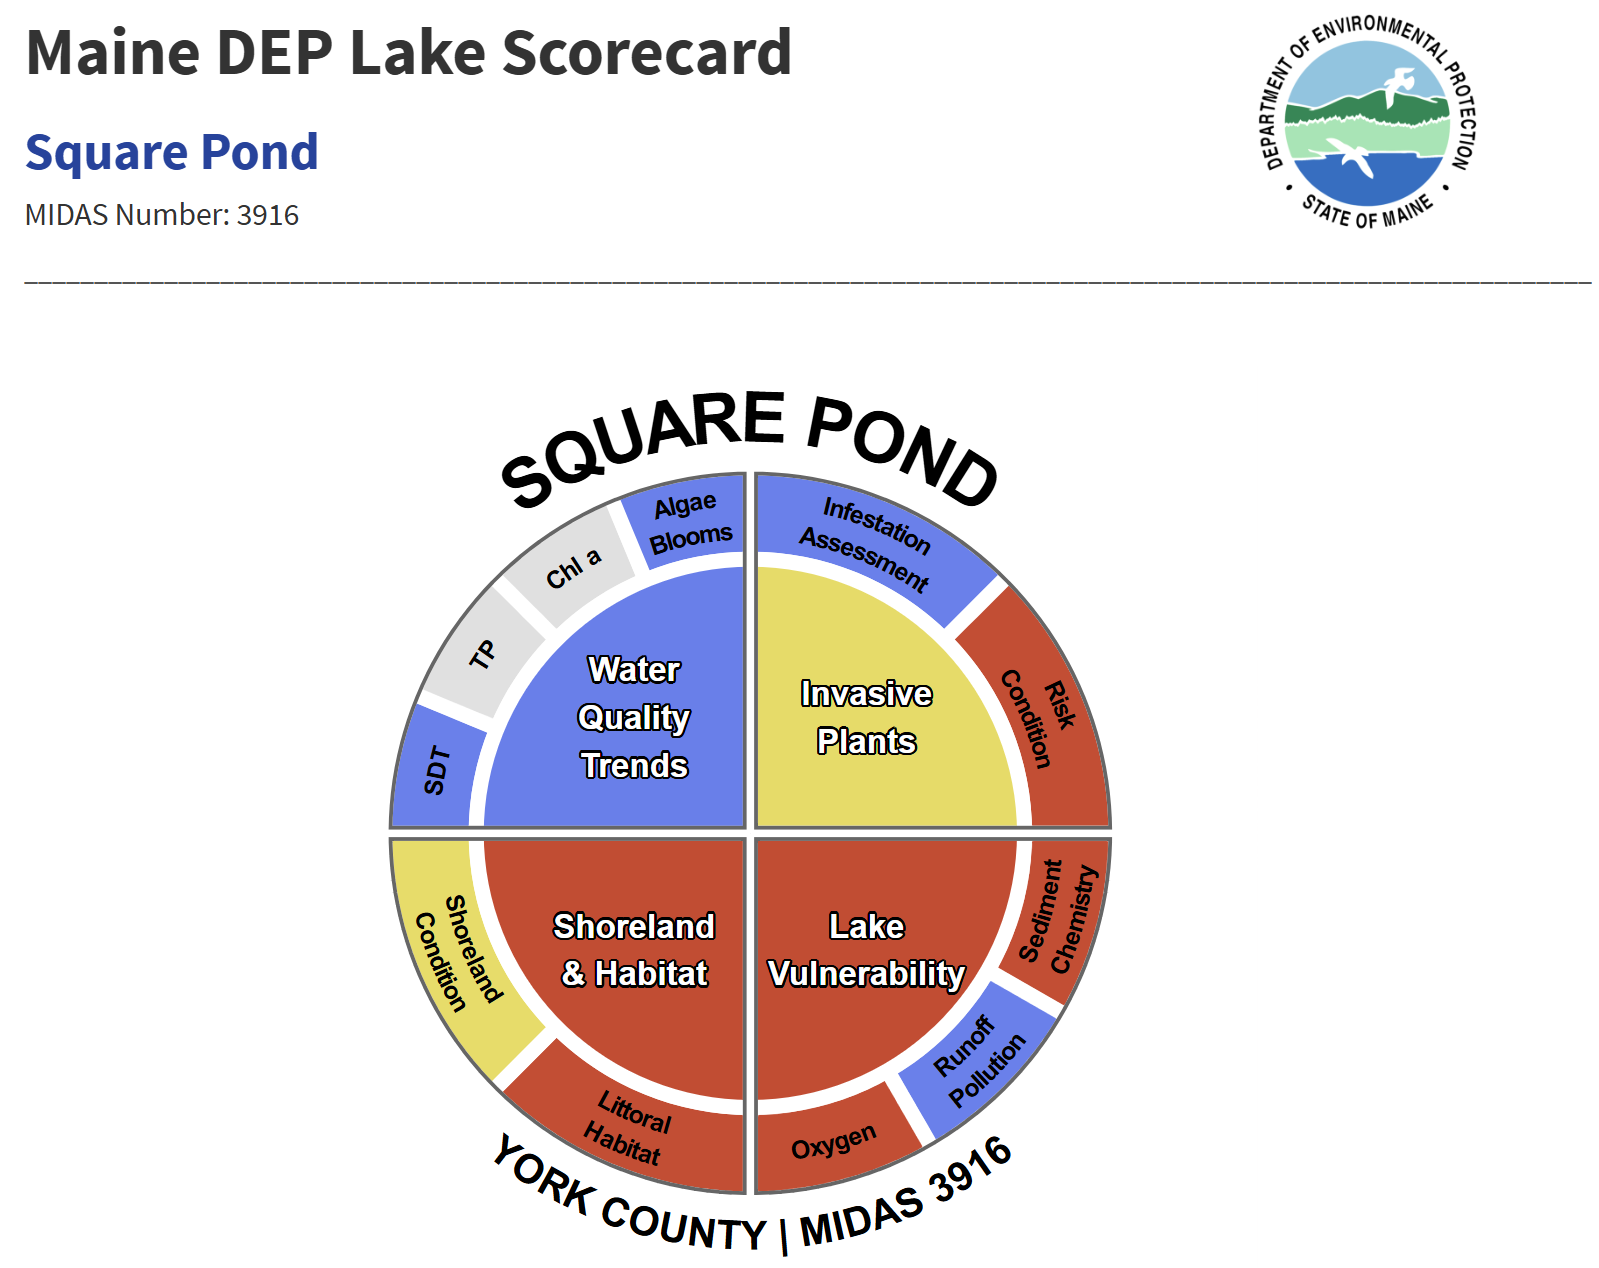 Maine DEP Lake Scorecard
Square Pond
MIDAS Number: 3916
DEPARTMENT OF ENVIRONMENTAL PROTECTION
• STATE OF MAINE •
SQUARE POND
Algae
Blooms
Infestation
Assessment
Chl a
TP
SDT
Water
Quality
Trends
Invasive
Plants
Risk
Condition
Shoreland
Condition
Shoreland
& Habitat
Lake
Vulnerability
Sediment
Chemistry
Runoff
Pollution
Littoral
Habitat
Oxygen
YORK COUNTY | MIDAS 3916